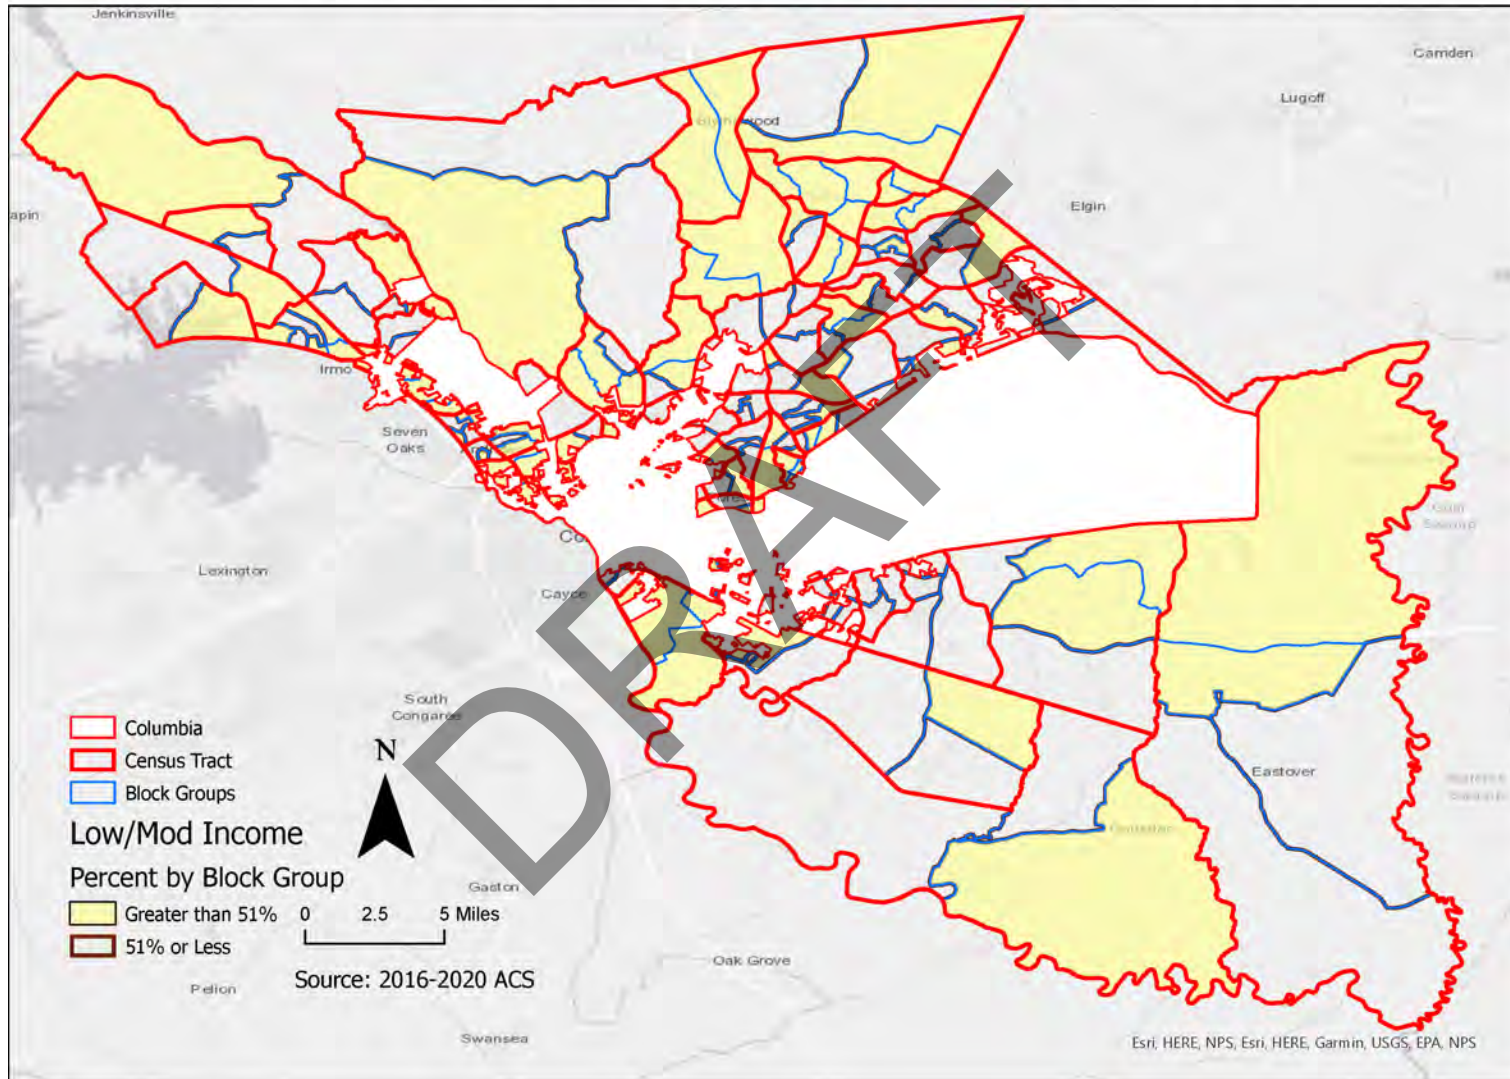 Jenkinsville
Camden
Lugoff
Elgin
Irmo
Seven
Oaks
Lexington
Cayce
South
Congaree
Gaston
Pelion
Swansea
Oak Grove
Eastover
DRAFT
N
Columbia
Census Tract
Block Groups
Low/Mod Income
Percent by Block Group
Greater than 51%
51% or Less
0 2.5 5 Miles
Source: 2016-2020 ACS
Esri, HERE, NPS, Esri, HERE, Garmin, USGS, EPA, NPS